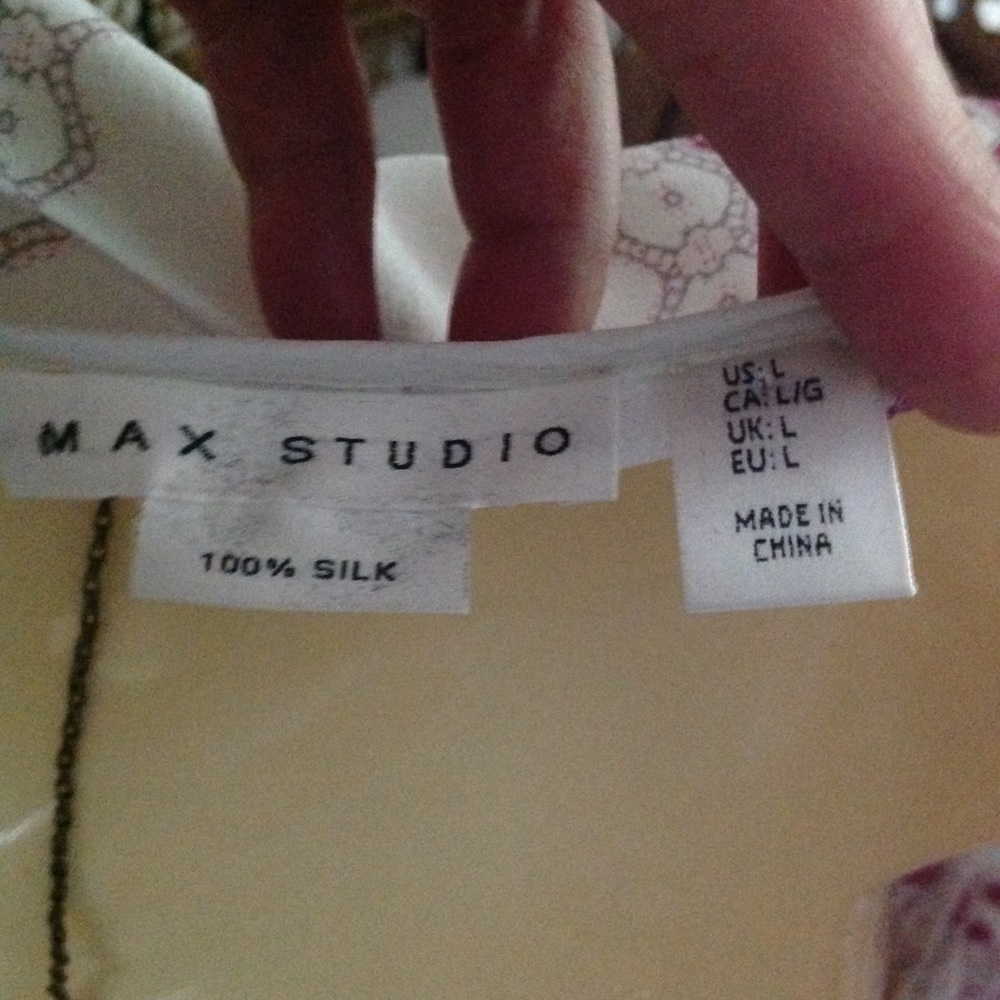 MAX STUDIO
100% SILK
US: L
CA: L/G
UK: L
EU: L
MADE IN
CHINA